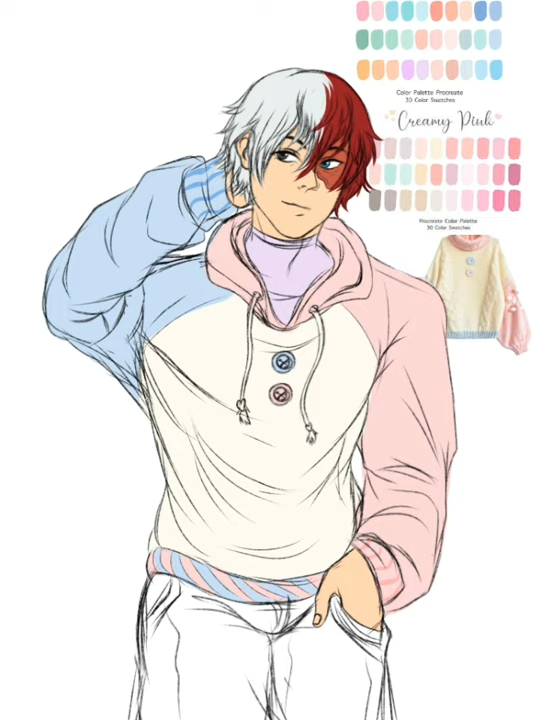 Color Palette Procreate
30 Color Swatches
Creamy Pink
Procreate Color Palette
30 Color Swatches